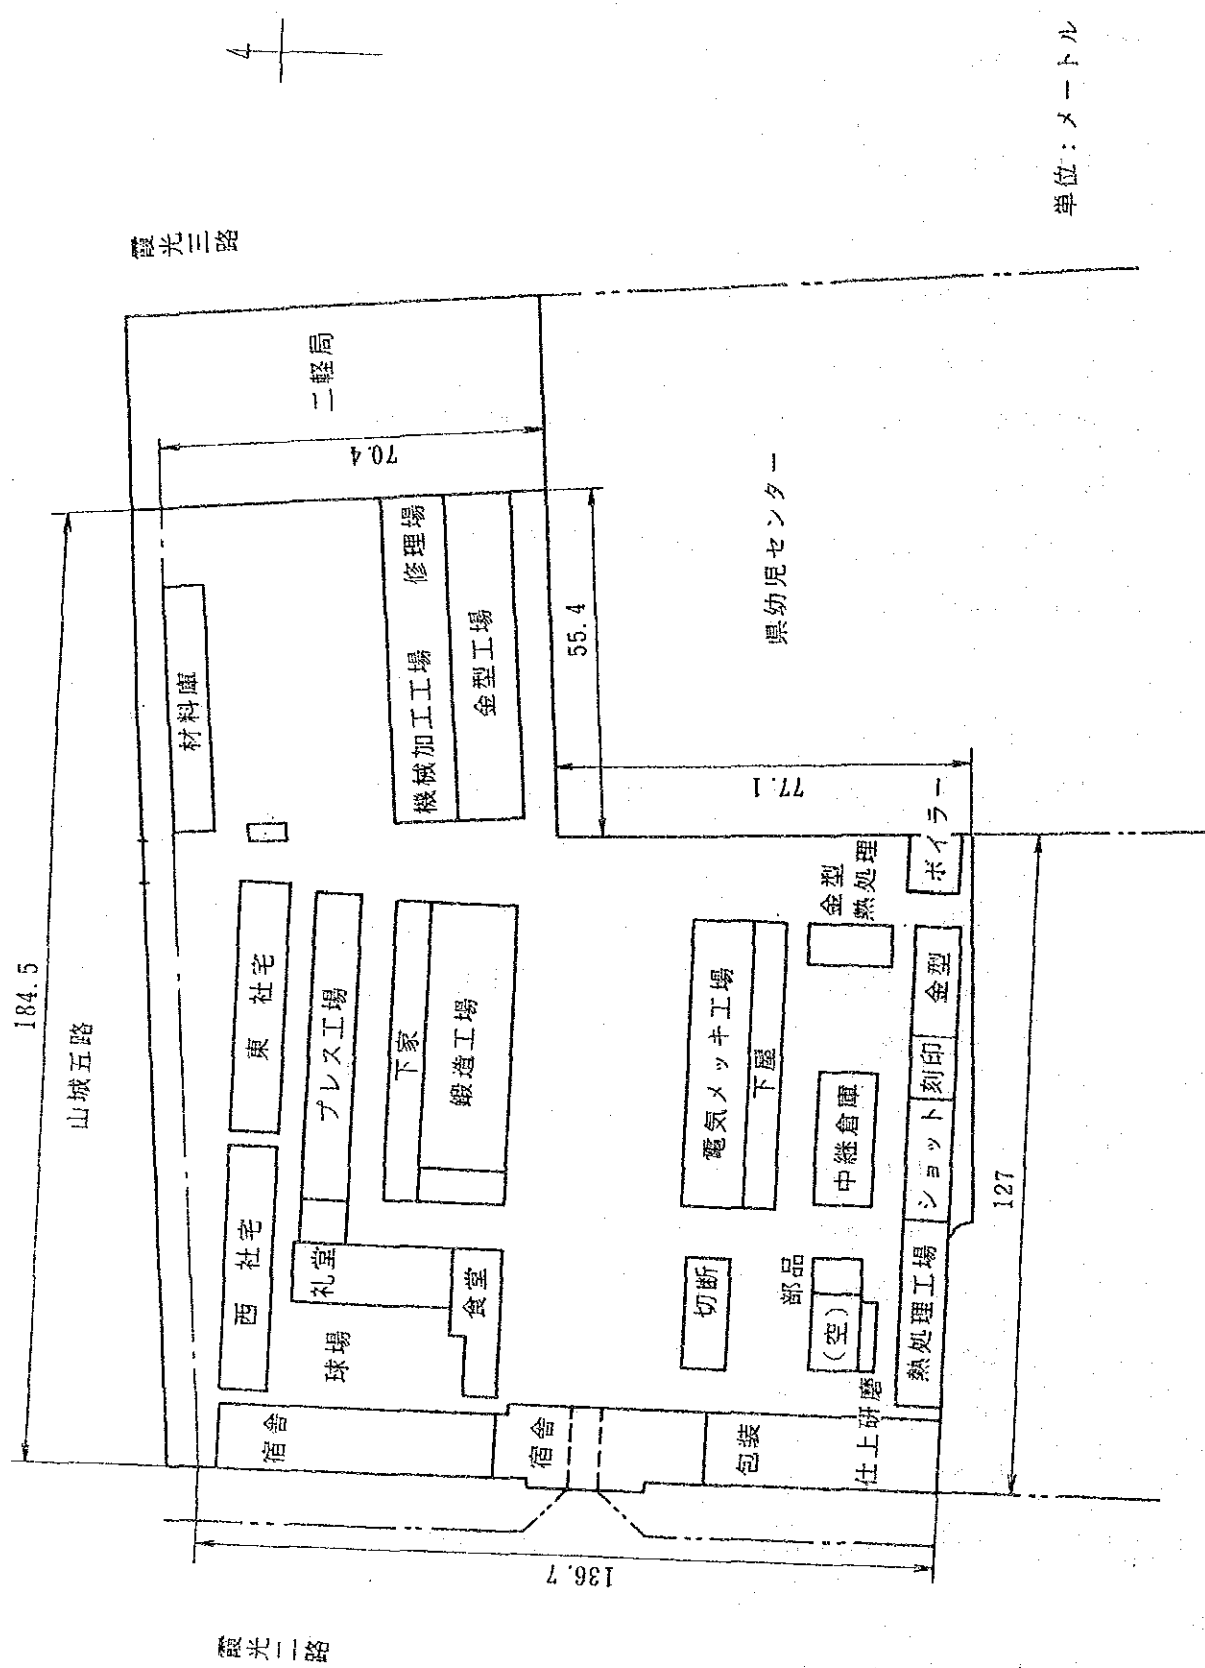 4
霞光三路
単位：メートル
二軽局
70.4
184.5
山城五路
材料庫
機械加工工場 修理場
金型工場
55.4
県幼児センター
77.1
東 社宅
西 社宅
プレス工場
下家
鍛造工場
礼堂
食堂
球場
電気メッキ工場
下屋
金型
熱処理
ボイラー
中継倉庫
金型
刻印
ショット
熱処理工場
切断
部品
(空)
127
宿舎
宿舎
包装
仕上研磨
136.7
霞光二路